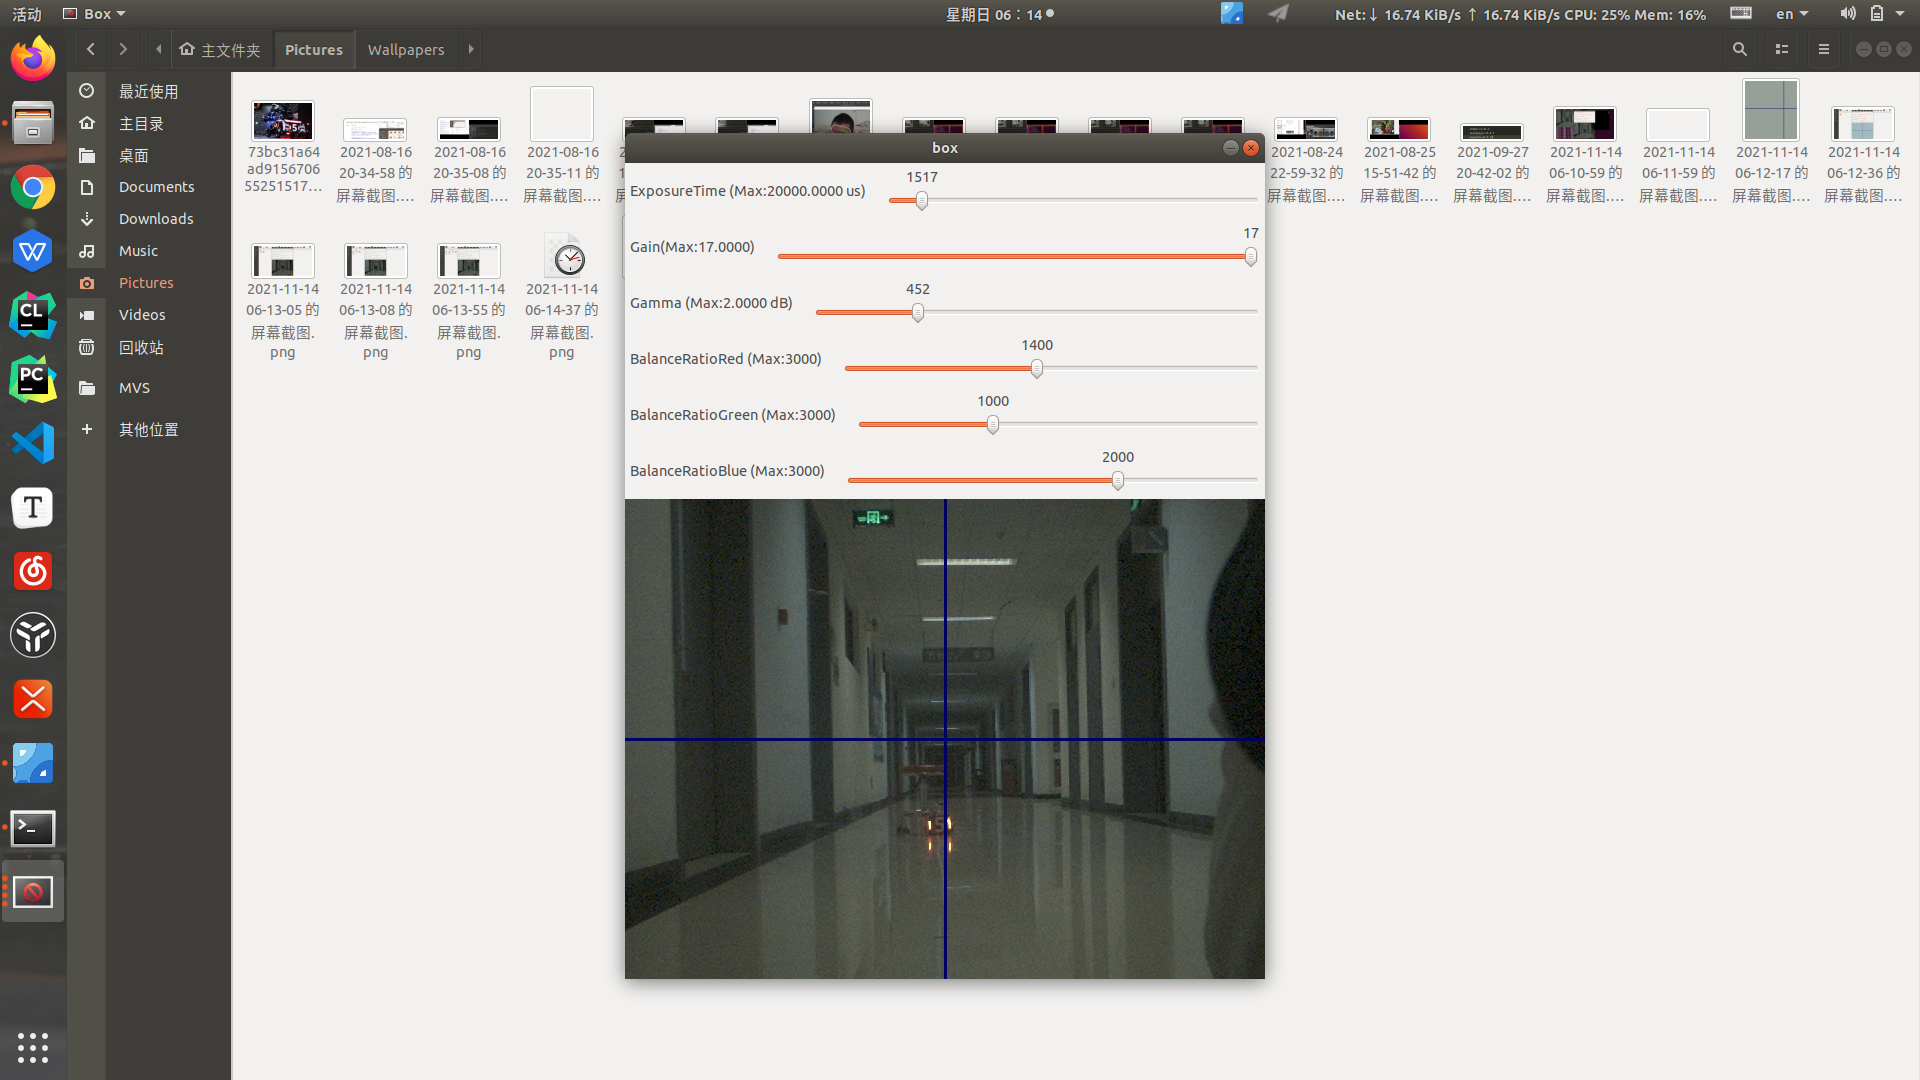 活动
Box
星期日 06：14
Net:↓ 16.74 KiB/s ↑ 16.74 KiB/s CPU: 25% Mem: 16%
en
主文件夹
Pictures
Wallpapers
最近使用
主目录
桌面
Documents
Downloads
Music
Pictures
Videos
回收站
MVS
其他位置
73bc31a64
ad9156706
55251517…
2021-08-16
20-34-58 的
屏幕截图.…
2021-08-16
20-35-08 的
屏幕截图.…
2021-08-16
20-35-11 的
屏幕截图.…
2021-08-24
22-59-32 的
屏幕截图.…
2021-08-25
15-51-42 的
屏幕截图.…
2021-09-27
20-42-02 的
屏幕截图.…
2021-11-14
06-10-59 的
屏幕截图.…
2021-11-14
06-11-59 的
屏幕截图.…
2021-11-14
06-12-17 的
屏幕截图.…
2021-11-14
06-12-36 的
屏幕截图.…
2021-11-14
06-13-05 的
屏幕截图.
png
2021-11-14
06-13-08 的
屏幕截图.
png
2021-11-14
06-13-55 的
屏幕截图.
png
2021-11-14
06-14-37 的
屏幕截图.
png
box
ExposureTime (Max:20000.0000 us)
1517
Gain(Max:17.0000)
17
Gamma (Max:2.0000 dB)
452
BalanceRatioRed (Max:3000)
1400
BalanceRatioGreen (Max:3000)
1000
BalanceRatioBlue (Max:3000)
2000
CL
PC
T